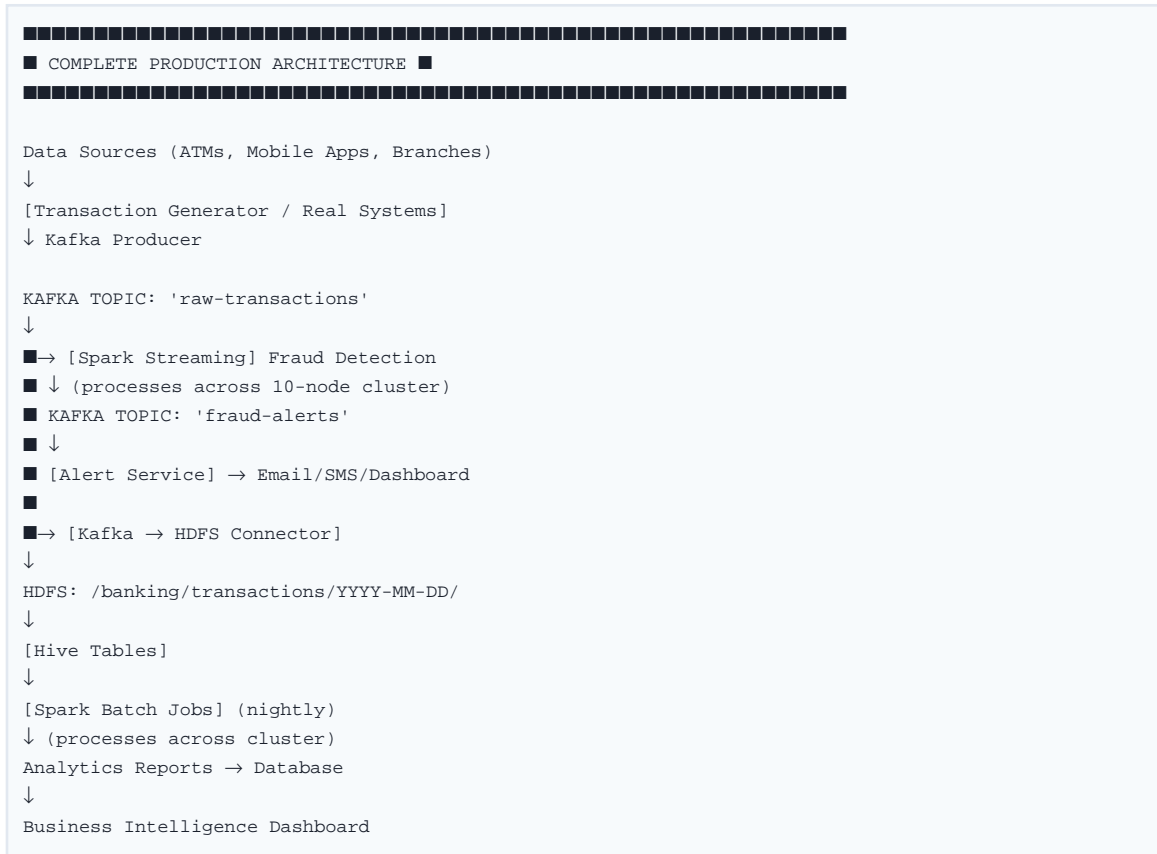 ■■■■■■■■■■■■■■■■■■■■■■■■■■■■■■■■■■■■■■■■■■■■■■■■■■■■■■■■■■
■ COMPLETE PRODUCTION ARCHITECTURE ■
■■■■■■■■■■■■■■■■■■■■■■■■■■■■■■■■■■■■■■■■■■■■■■■■■■■■■■■■■■
Data Sources (ATMs, Mobile Apps, Branches)
↓
[Transaction Generator / Real Systems]
↓ Kafka Producer
KAFKA TOPIC: 'raw-transactions'
↓
■→ [Spark Streaming] Fraud Detection
■ ↓ (processes across 10-node cluster)
■ KAFKA TOPIC: 'fraud-alerts'
■ ↓
■ [Alert Service] → Email/SMS/Dashboard
■
■→ [Kafka → HDFS Connector]
↓
HDFS: /banking/transactions/YYYY-MM-DD/
↓
[Hive Tables]
↓
[Spark Batch Jobs] (nightly)
↓ (processes across cluster)
Analytics Reports → Database
↓
Business Intelligence Dashboard